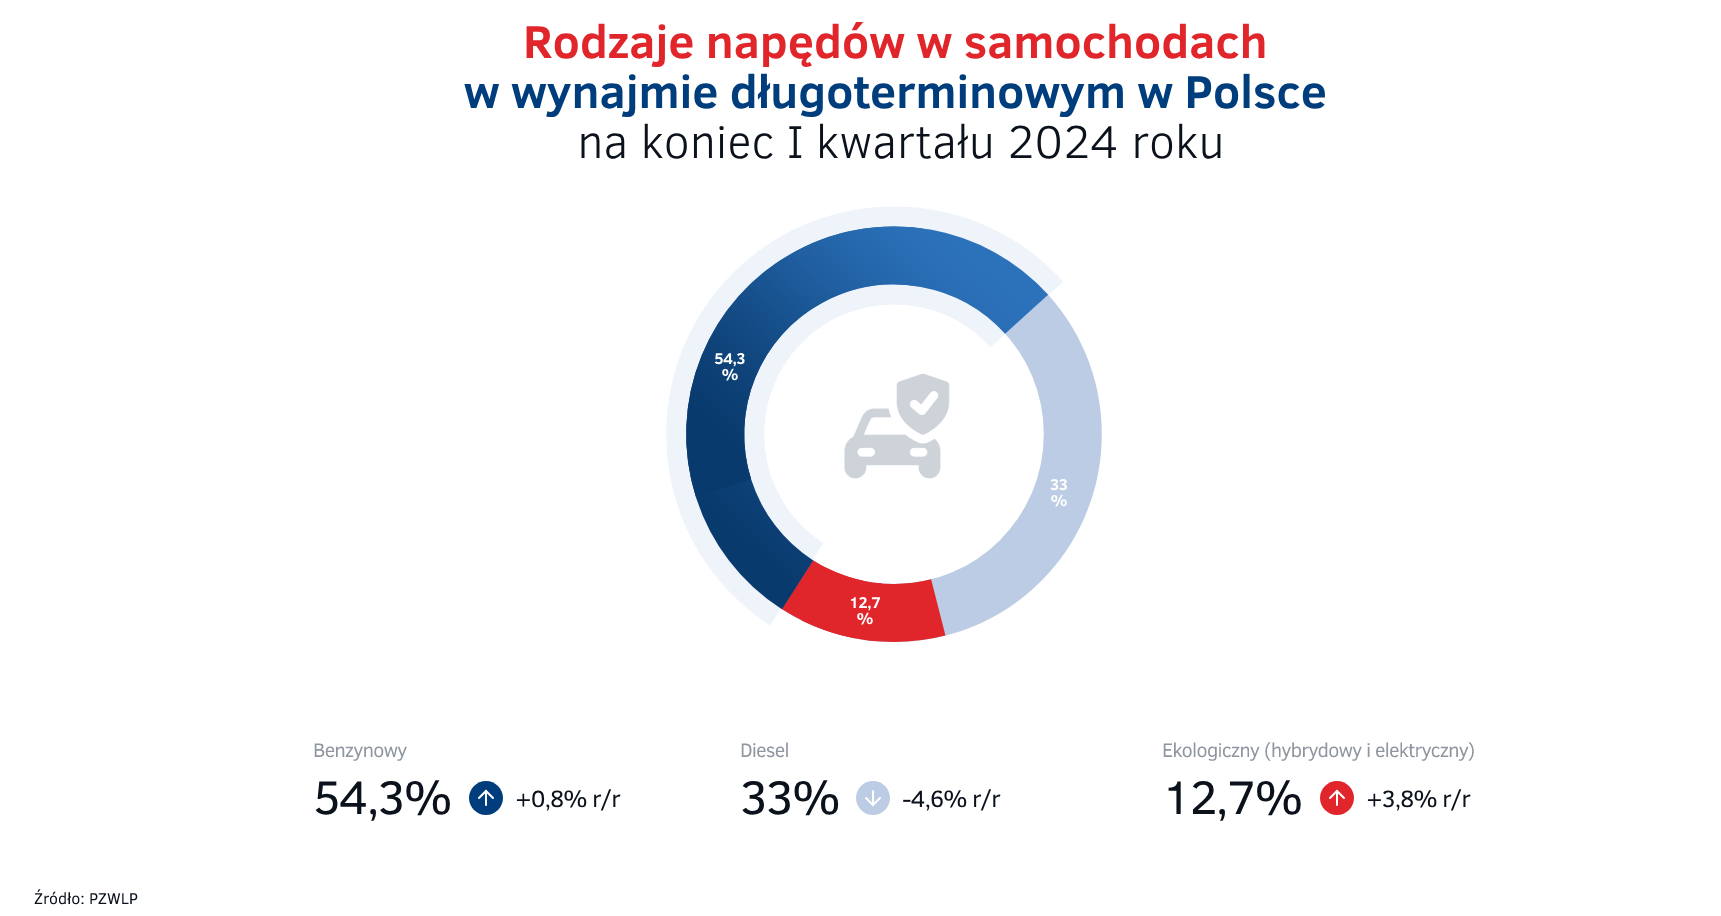 Rodzaje napędów w samochodach
w wynajmie długoterminowym w Polsce
na koniec I kwartału 2024 roku
54,3
%
33
%
12,7
%
Benzynowy
54,3% +0,8% r/r
Diesel
33% -4,6% r/r
Ekologiczny (hybrydowy i elektryczny)
12,7% +3,8% r/r
Źródło: PZWLP